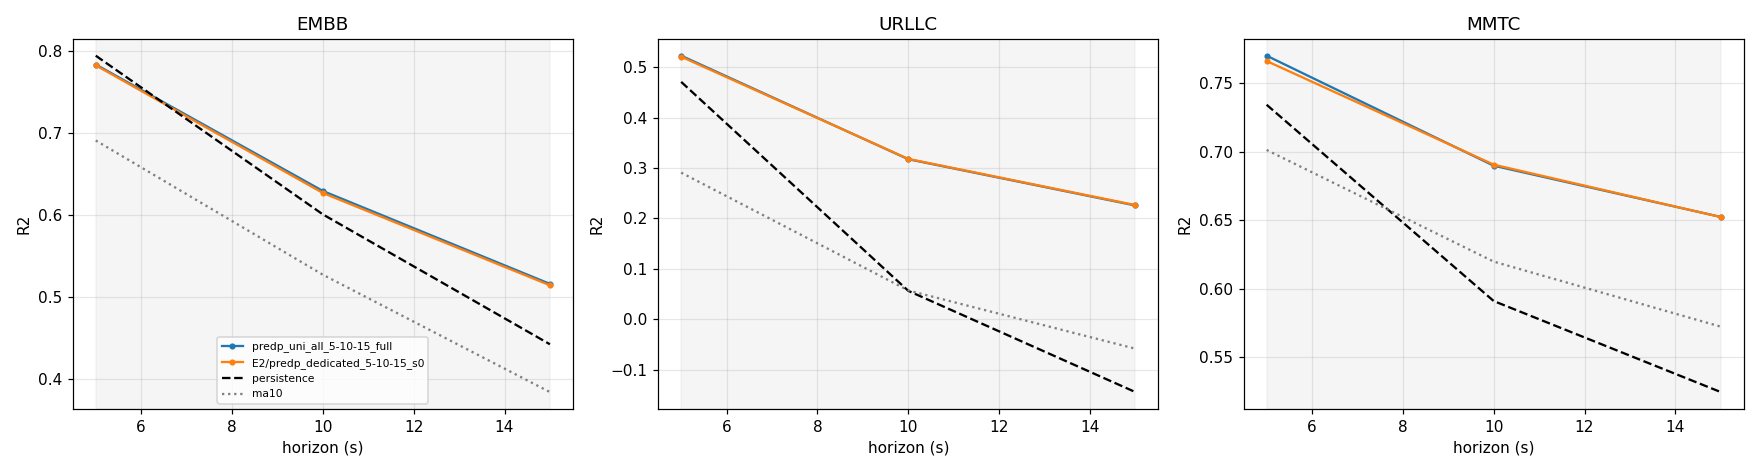 EMBB
0.8
0.7
0.6
0.5
0.4
R2
6
8
10
12
14
horizon (s)
predp_uni_all_5-10-15_full
E2/predp_dedicated_5-10-15_s0
persistence
ma10
URLLC
0.5
0.4
0.3
0.2
0.1
0.0
−0.1
R2
6
8
10
12
14
horizon (s)
MMTC
0.75
0.70
0.65
0.60
0.55
R2
6
8
10
12
14
horizon (s)